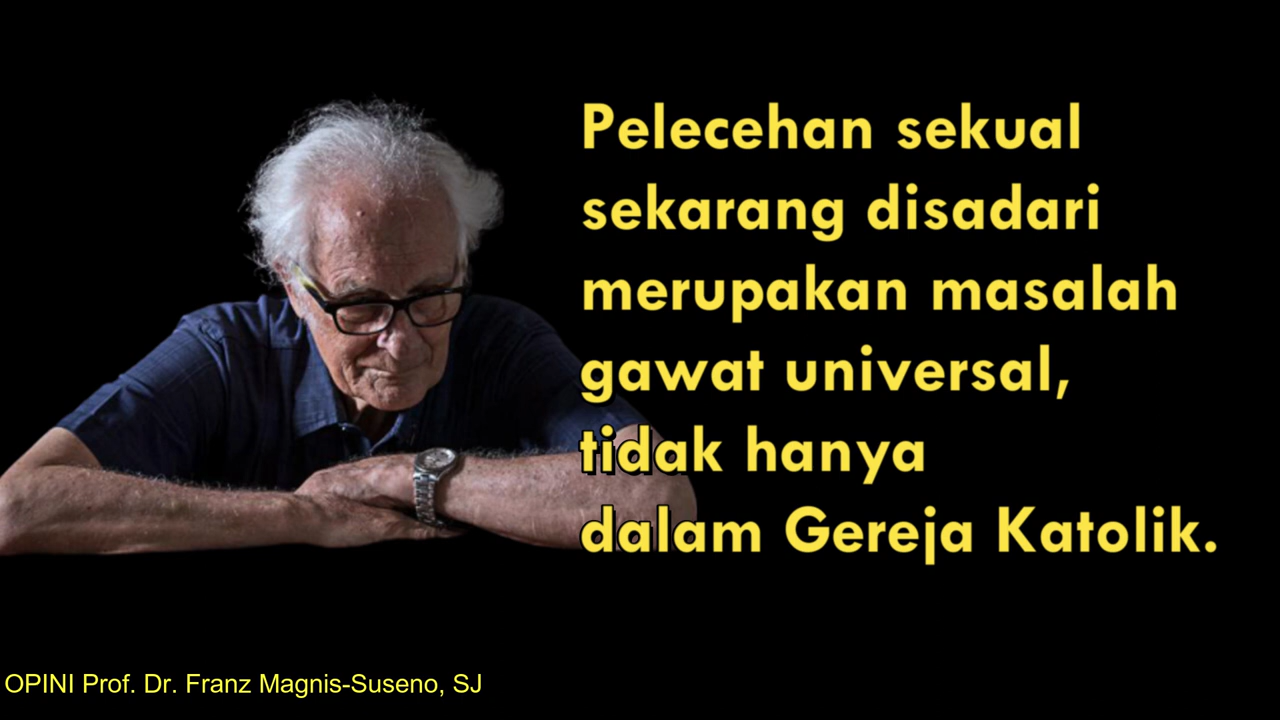 Pelecehan sekual
sekarang disadari
merupakan masalah
gawat universal,
tidak hanya
dalam Gereja Katolik.
OPINI Prof. Dr. Franz Magnis-Suseno, SJ